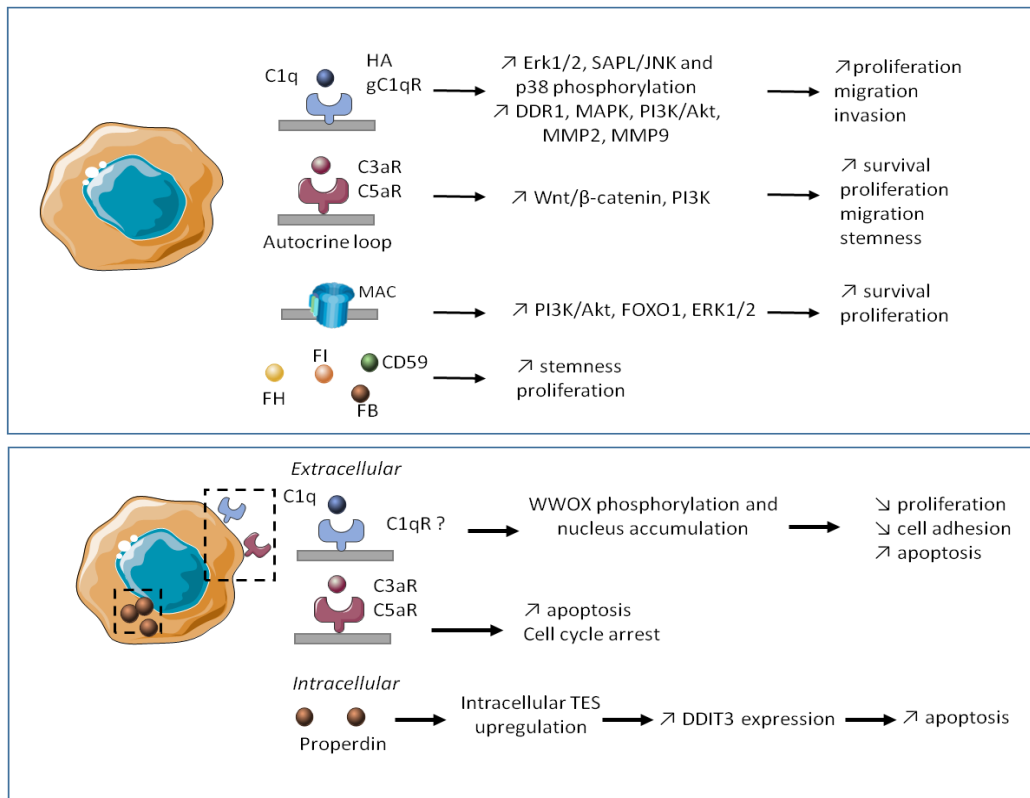 C1q
HA
gC1qR
↗ Erk1/2, SAPL/JNK and
p38 phosphorylation
↗ DDR1, MAPK, PI3K/Akt,
MMP2, MMP9
↗proliferation
migration
invasion
C3aR
C5aR
Autocrine loop
↗ Wnt/β-catenin, PI3K
↗ survival
proliferation
migration
stemness
MAC
↗ PI3K/Akt, FOXO1, ERK1/2
↗ survival
proliferation
FH
FI
CD59
FB
↗ stemness
proliferation
Extracellular
C1q
C1qR ?
WWOX phosphorylation and
nucleus accumulation
↘ proliferation
↘ cell adhesion
↗ apoptosis
C3aR
C5aR
↗ apoptosis
Cell cycle arrest
Intracellular
Properdin
Intracellular TES
upregulation
↗ DDIT3 expression
↗ apoptosis